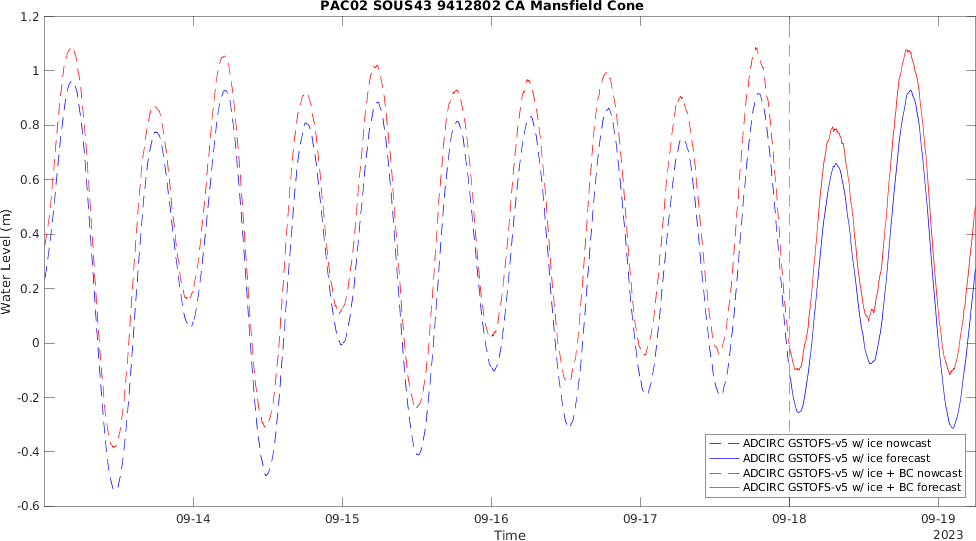 PAC02 SOUS43 9412802 CA Mansfield Cone
1.2
1
0.8
0.6
0.4
0.2
0
-0.2
-0.4
-0.6
Water Level (m)
09-14 09-15 09-16 09-17 09-18 09-19
Time
2023
ADCIRC GSTOFS-v5 w/ ice nowcast
ADCIRC GSTOFS-v5 w/ ice forecast
ADCIRC GSTOFS-v5 w/ ice + BC nowcast
ADCIRC GSTOFS-v5 w/ ice + BC forecast